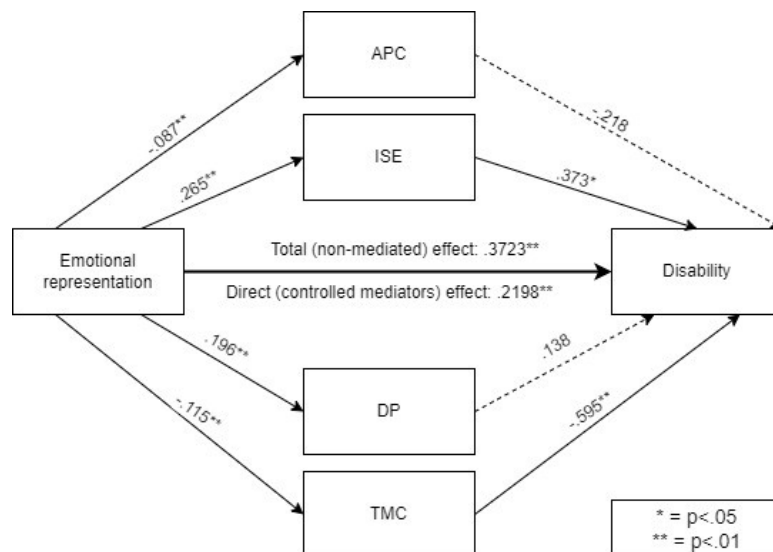 APC
-.087**
-.218
ISE
.265**
.373*
Emotional
representation
Total (non-mediated) effect: .3723**
Disability
Direct (controlled mediators) effect: .2198**
.196**
.138
DP
-.115**
-.595**
TMC
* = p<.05
** = p<.01